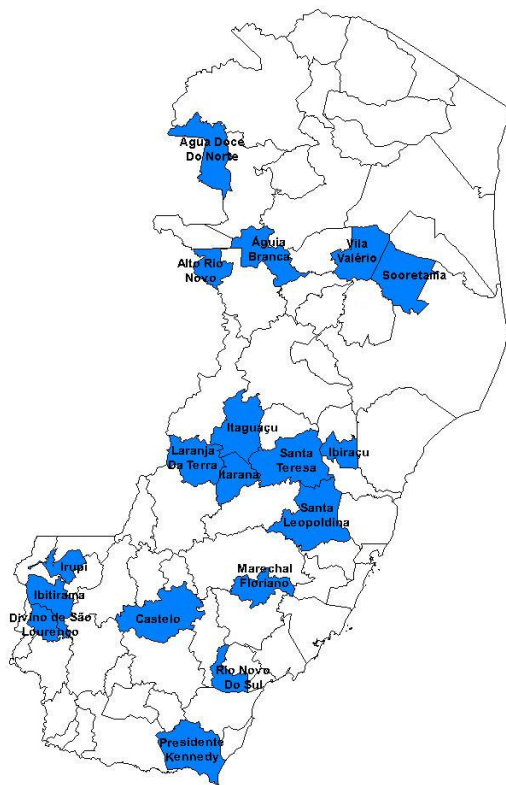 Água Doce
Do Norte
Águia
Branca
Alto Rio
Novo
Vila
Valério
Sooretama
Itaguaçu
Laranja
Da Terra
Itarana
Santa
Teresa
Ibiraçu
Santa
Leopoldina
Irupi
Ibitirama
Divino de São
Lourenço
Castelo
Marechal
Floriano
Rio Novo
Do Sul
Presidente
Kennedy